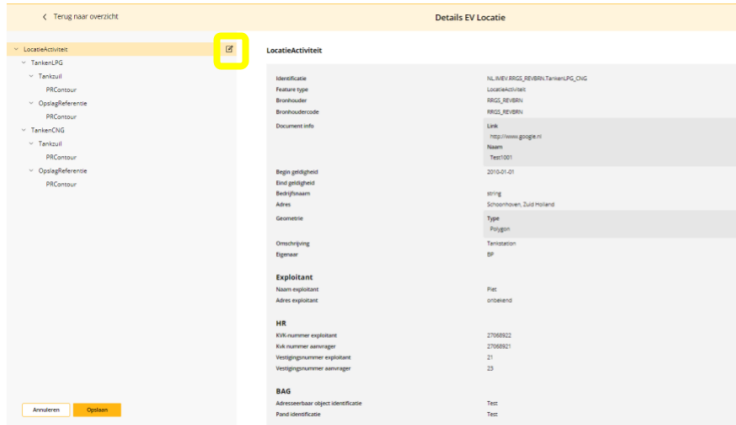 Terug naar overzicht
Details EV Locatie
LocatieActiviteit
TankenLPG
Tankzuil
PRContour
OpslagReferentie
PRContour
TankenCNG
Tankzuil
PRContour
OpslagReferentie
PRContour
Annuleren Opslaan
LocatieActiviteit
Identificatie NL.IMEV.RRGS_REVBRN.TankenLPG_CNG
Feature type LocatieActiviteit
Bronhouder RRGS_REVBRN
Bronhoudercode RRGS_REVBRN
Document info Link
http://www.google.nl
Naam
Test1001
Begin geldigheid 2010-01-01
Eind geldigheid
Bedrijfsnaam string
Adres Schoonhoven, Zuid Holland
Geometrie Type
Polygon
Omschrijving Tankstation
Eigenaar BP
Exploitant
Naam exploitant Piet
Adres exploitant onbekend
HR
KVK-nummer exploitant 27068922
Kvk nummer aanvrager 27068921
Vestigingsnummer exploitant 21
Vestigingsnummer aanvrager 23
BAG
Adresseerbaar object identificatie Test
Pand identificatie Test